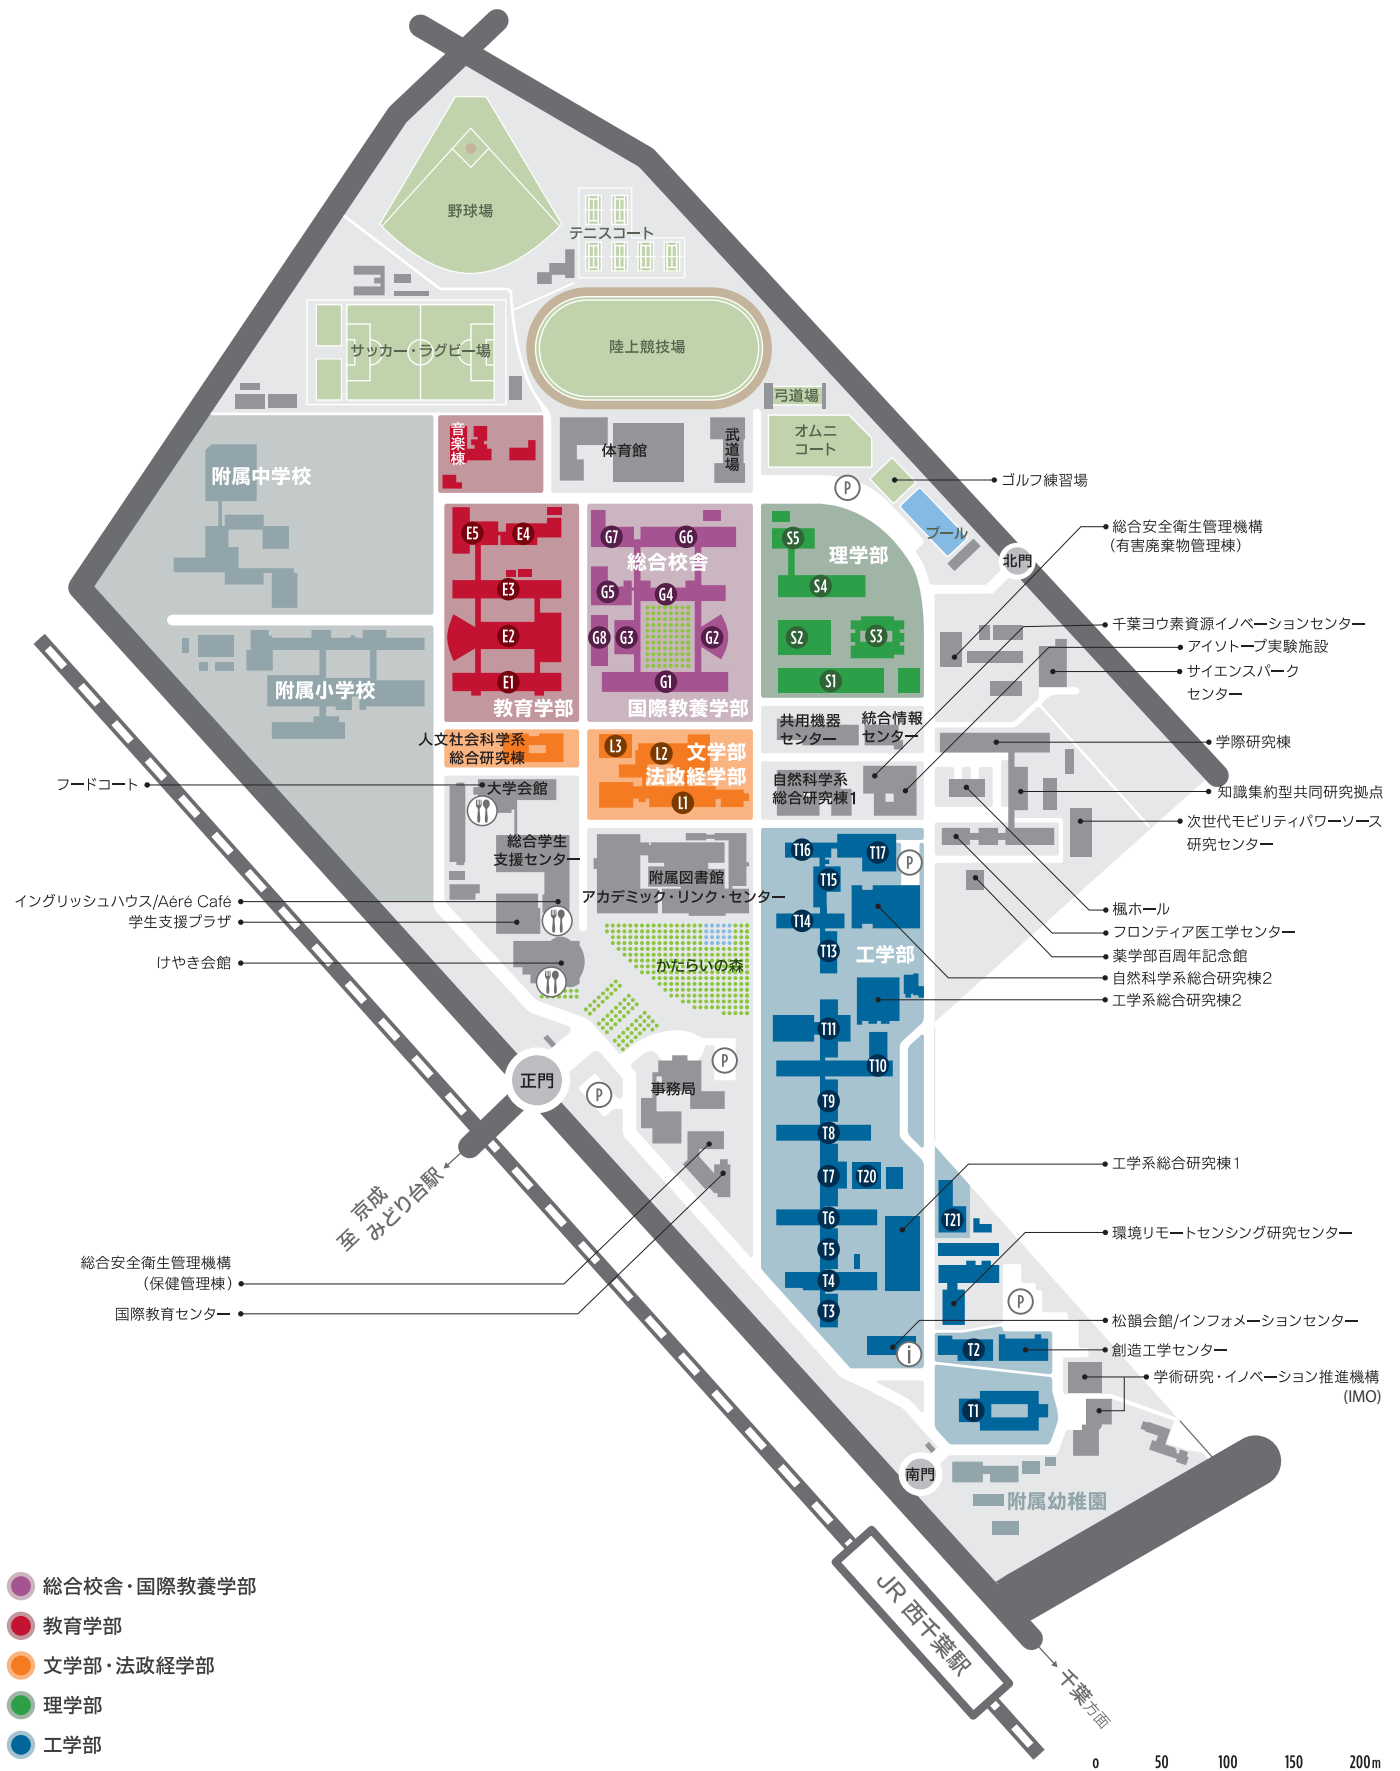 野球場
テニスコート
サッカー・ラグビー場
陸上競技場
弓道場
オムニ
コート
音楽棟
体育館
武道場
附属中学校
P
ゴルフ練習場
プール
北門
総合安全衛生管理機構
(有害廃棄物管理棟)
E5
E4
E3
E2
E1
教育学部
G7
G6
総合校舎
G5
G4
G8
G3
G2
G1
国際教養学部
S5
理学部
S4
S2
S3
S1
千葉ヨウ素資源イノベーションセンター
アイソトープ実験施設
サイエンスパーク
センター
附属小学校
人文社会科学系
総合研究棟
L3
L2
文学部
法政経学部
L1
共用機器
センター
統合情報
センター
学際研究棟
フードコート
大学会館
自然科学系
総合研究棟1
知識集約型共同研究拠点
次世代モビリティパワーソース
研究センター
総合学生
支援センター
附属図書館
アカデミック・リンク・センター
T16
T17
P
T15
T14
T13
工学部
イングリッシュハウス/Aéré Café
学生支援プラザ
けやき会館
かたらいの森
楓ホール
フロンティア医工学センター
薬学部百周年記念館
自然科学系総合研究棟2
工学系総合研究棟2
T11
T10
T9
T8
T7
T20
T6
T5
T4
T3
T21
正門
P
P
事務局
至 京成
みどり台駅
工学系総合研究棟1
環境リモートセンシング研究センター
総合安全衛生管理機構
(保健管理棟)
国際教育センター
P
松韻会館/インフォメーションセンター
i
T2
創造工学センター
学術研究・イノベーション推進機構
(IMO)
T1
南門
附属幼稚園
JR 西千葉駅
千葉方面
総合校舎・国際教養学部
教育学部
文学部・法政経学部
理学部
工学部
0 50 100 150 200m